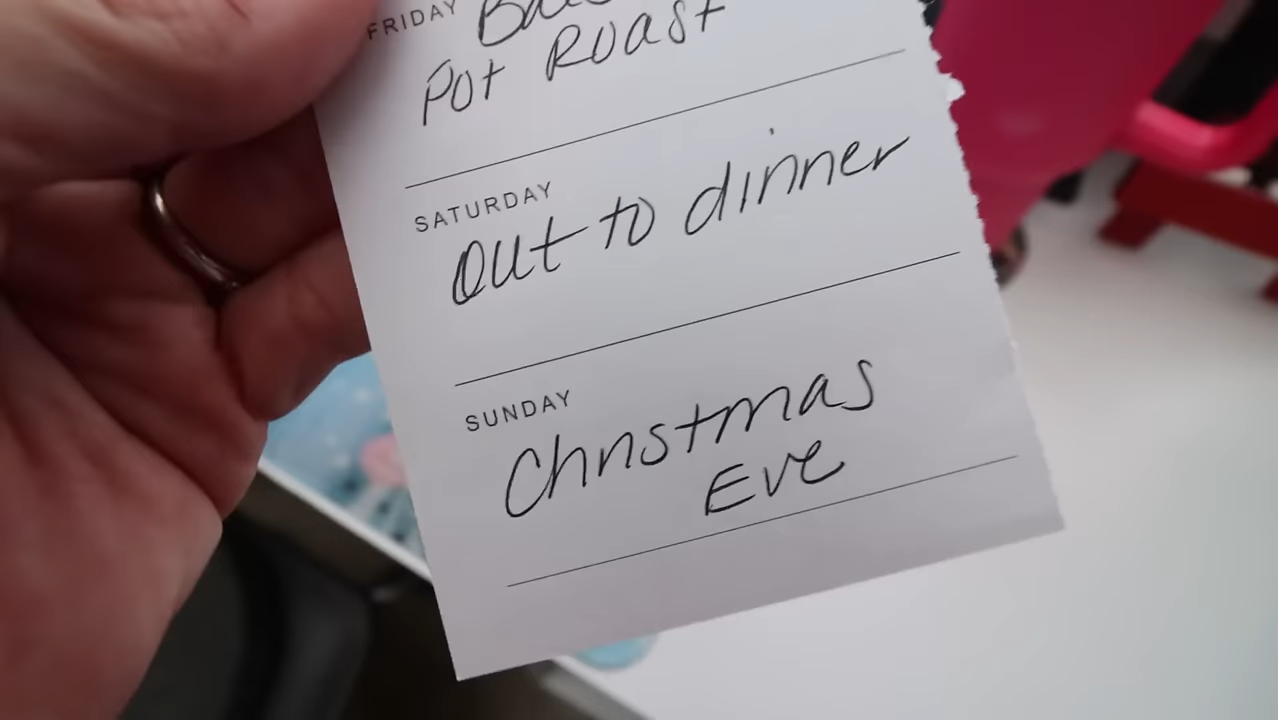 FRIDAY
Pot Roast
SATURDAY
Out to dinner
SUNDAY
Christmas
Eve